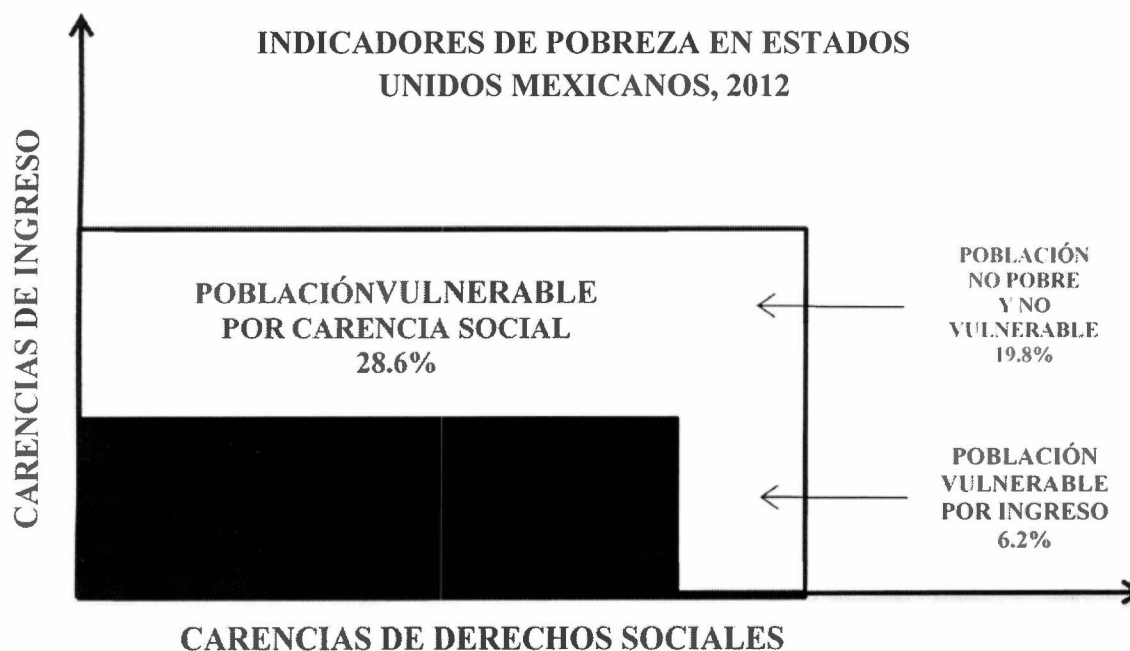 INDICADORES DE POBREZA EN ESTADOS
UNIDOS MEXICANOS, 2012
CARENCIAS DE INGRESO
POBLACIÓNVULNERABLE
POR CARENCIA SOCIAL
28.6%
POBLACIÓN
NO POBRE
Y NO
VULNERABLE
19.8%
POBLACIÓN
VULNERABLE
POR INGRESO
6.2%
CARENCIAS DE DERECHOS SOCIALES